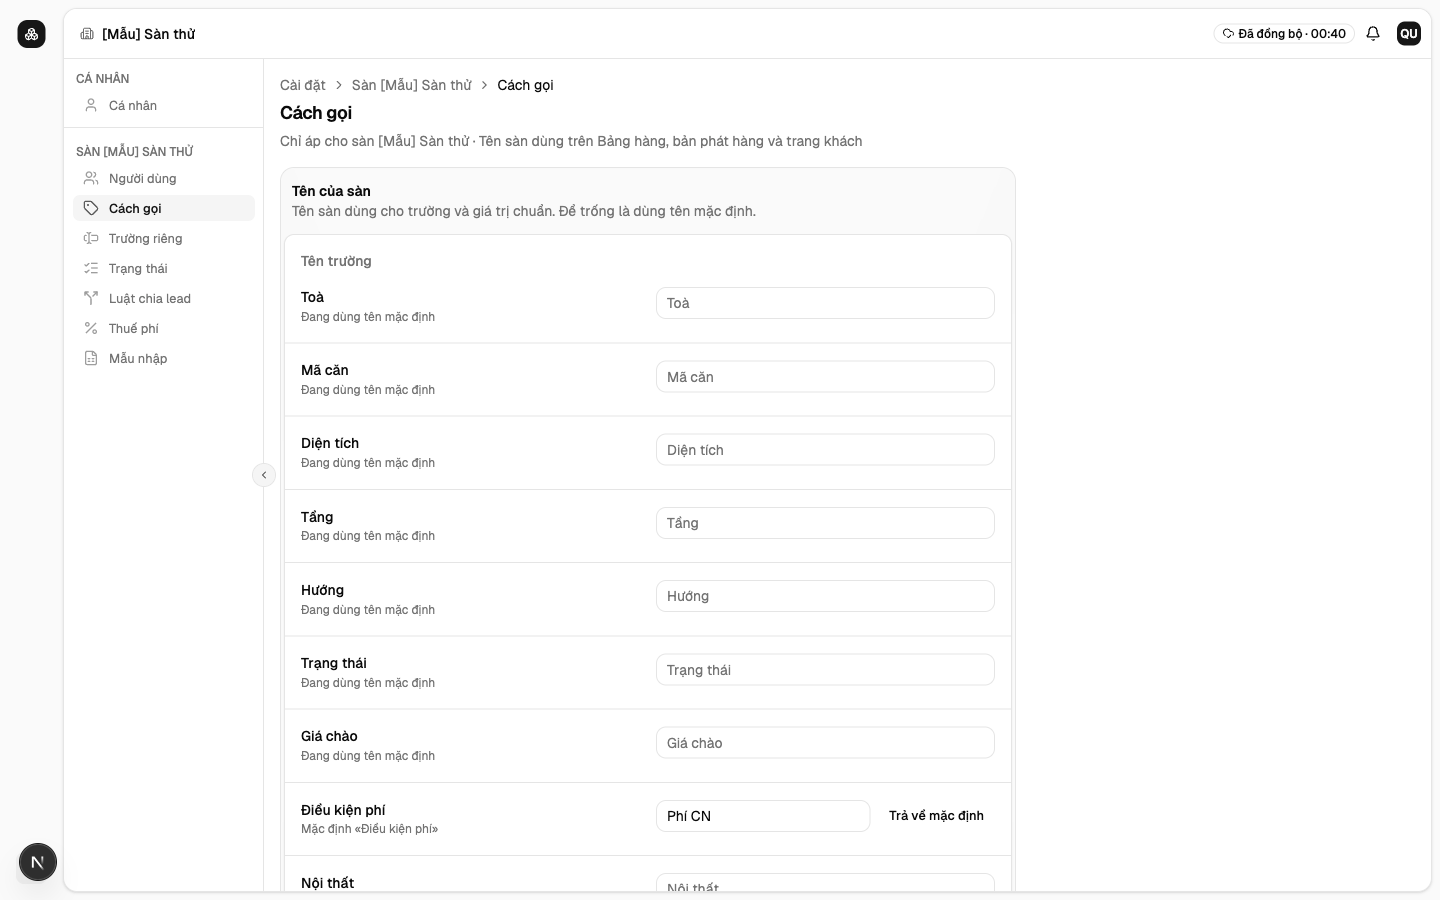 [Mẫu] Sàn thử
Đã đồng bộ · 00:40
QU
CÁ NHÂN
Cá nhân
SÀN [MẪU] SÀN THỬ
Người dùng
Cách gọi
Trường riêng
Trạng thái
Luật chia lead
Thuế phí
Mẫu nhập
Cài đặt > Sàn [Mẫu] Sàn thử > Cách gọi
Cách gọi
Chỉ áp cho sàn [Mẫu] Sàn thử · Tên sàn dùng trên Bảng hàng, bản phát hàng và trang khách
Tên của sàn
Tên sàn dùng cho trường và giá trị chuẩn. Để trống là dùng tên mặc định.
Tên trường
Toà
Đang dùng tên mặc định
Toà
Mã căn
Đang dùng tên mặc định
Mã căn
Diện tích
Đang dùng tên mặc định
Diện tích
Tầng
Đang dùng tên mặc định
Tầng
Hướng
Đang dùng tên mặc định
Hướng
Trạng thái
Đang dùng tên mặc định
Trạng thái
Giá chào
Đang dùng tên mặc định
Giá chào
Điều kiện phí
Mặc định «Điều kiện phí»
Phí CN
Trả về mặc định
Nội thất
Nội thất
N